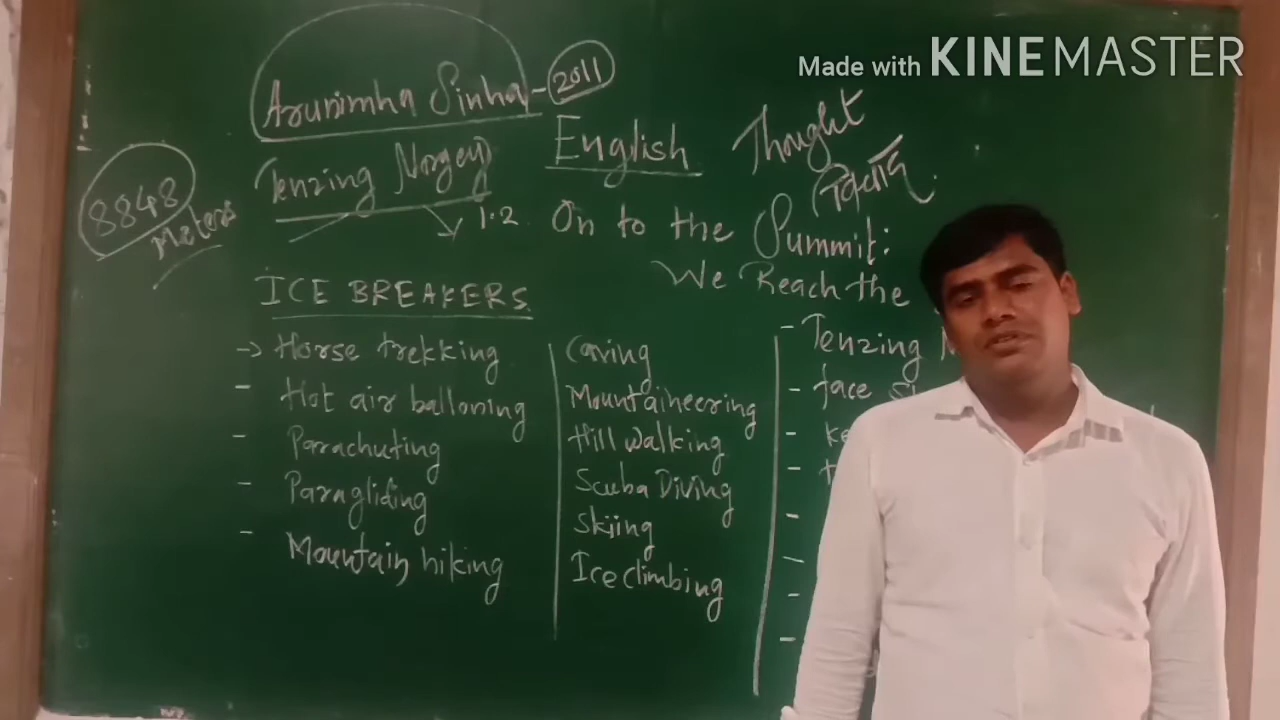 Made with KINEMASTER
Arunimha Sinha - 2011
Tenzing Norgey
8848
Meters
English
Thought
1.2
On to the Summit:
We Reach the
ICE BREAKERS
-> Horse trekking
- Hot air balloning
- Parachuting
- Paragliding
- Mountain hiking
Caving
Mountaineering
Hill walking
Scuba Diving
Skiing
Ice climbing
- Tenzing
- face